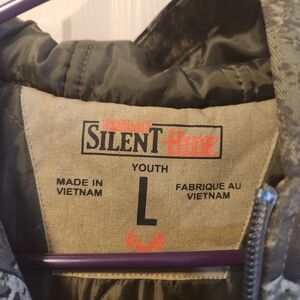 SILENT-HIDE
YOUTH
MADE IN
VIETNAM
L
FABRIQUE AU
VIETNAM